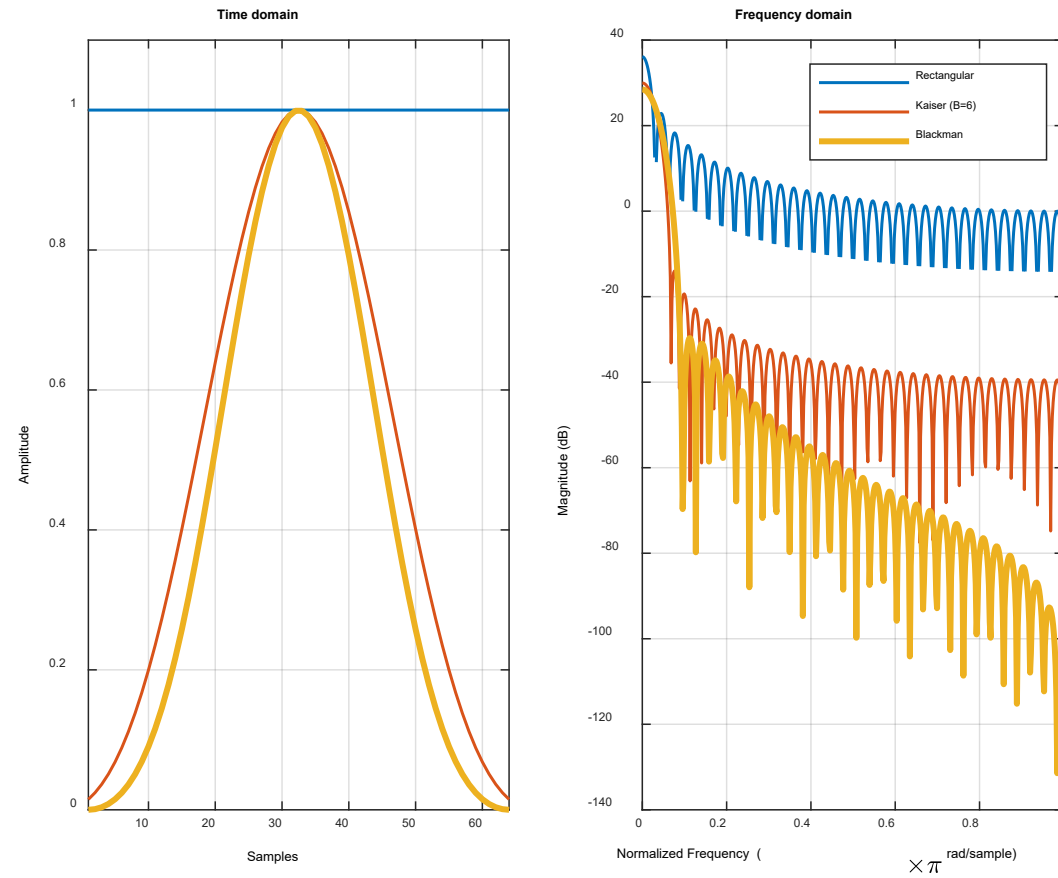 Time domain
1
0.8
0.6
0.4
0.2
0
10 20 30 40 50 60
Amplitude
Samples
Frequency domain
40
20
0
-20
-40
-60
-80
-100
-120
-140
0 0.2 0.4 0.6 0.8
Magnitude (dB)
Rectangular
Kaiser (B=6)
Blackman
Normalized Frequency ( ×π rad/sample)